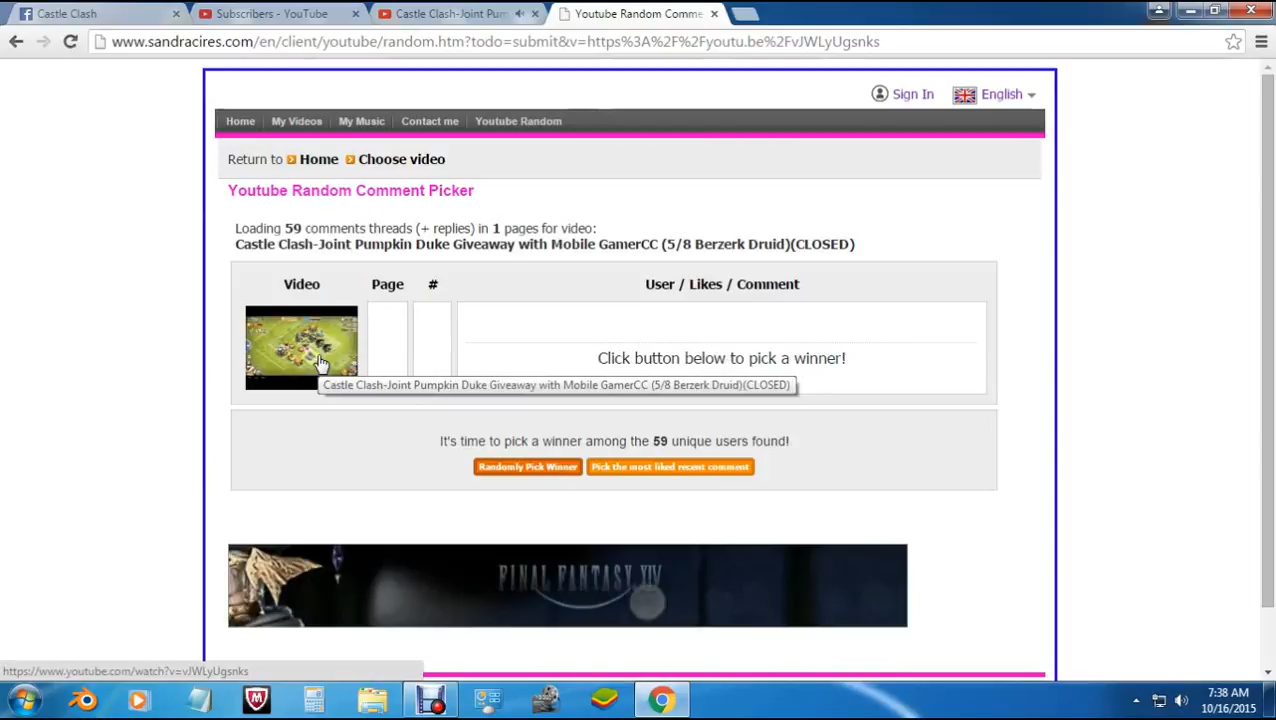 Castle Clash
Subscribers - YouTube
Castle Clash-Joint Pum
Youtube Random Comme
www.sandracires.com/en/client/youtube/random.htm?todo=submit&v=https%3A%2F%2Fyoutu.be%2FvJWLyUgsnks
Sign In English
Home My Videos My Music Contact me Youtube Random
Return to Home Choose video
Youtube Random Comment Picker
Loading 59 comments threads (+ replies) in 1 pages for video:
Castle Clash-Joint Pumpkin Duke Giveaway with Mobile GamerCC (5/8 Berzerk Druid)(CLOSED)
Video Page # User / Likes / Comment
Click button below to pick a winner!
Castle Clash-Joint Pumpkin Duke Giveaway with Mobile GamerCC (5/8 Berzerk Druid)(CLOSED)
It's time to pick a winner among the 59 unique users found!
Randomly Pick Winner Pick the most liked recent comment
FINAL FANTASY XIV
https://www.youtube.com/watch?v=vJWLyUgsnks
7:38 AM
10/16/2015